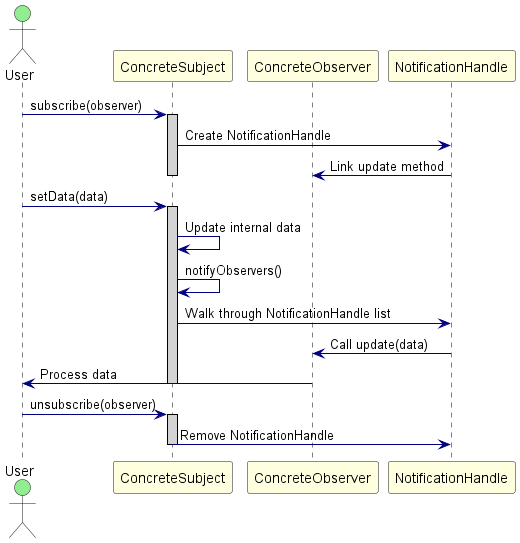 User
ConcreteSubject
ConcreteObserver
NotificationHandle
subscribe(observer)
Create NotificationHandle
Link update method
setData(data)
Update internal data
notifyObservers()
Walk through NotificationHandle list
Call update(data)
Process data
unsubscribe(observer)
Remove NotificationHandle
User
ConcreteSubject
ConcreteObserver
NotificationHandle